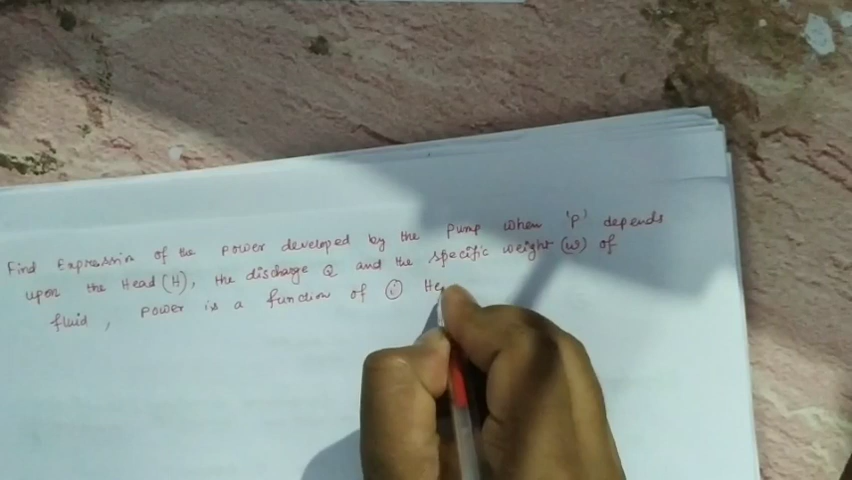 Find Expression of the power developed by the pump when 'P' depends
upon the Head (H), the discharge Q and the specific weight (w) of
fluid, power is a function of (i) He